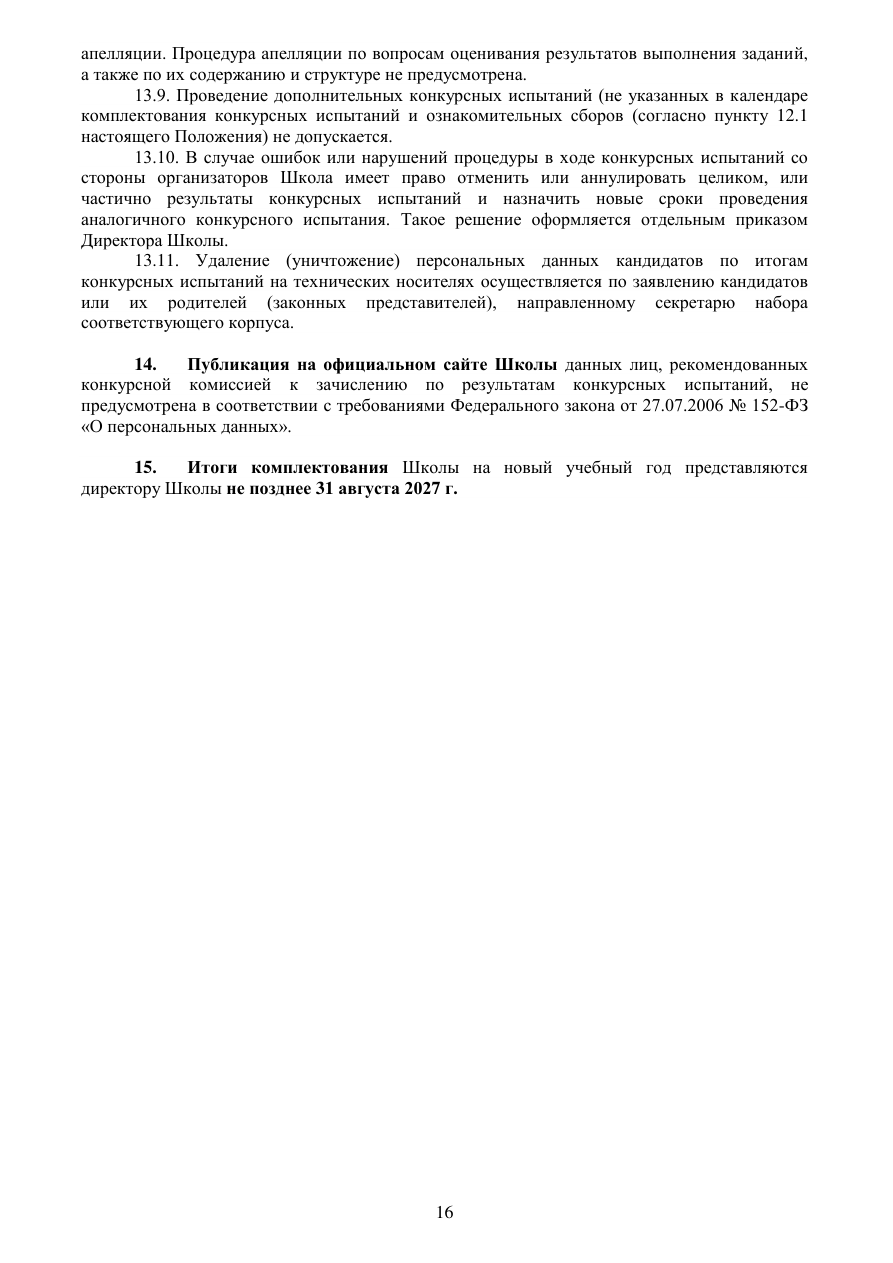 апелляции. Процедура апелляции по вопросам оценивания результатов выполнения заданий,
а также по их содержанию и структуре не предусмотрена.
13.9. Проведение дополнительных конкурсных испытаний (не указанных в календаре
комплектования конкурсных испытаний и ознакомительных сборов (согласно пункту 12.1
настоящего Положения) не допускается.
13.10. В случае ошибок или нарушений процедуры в ходе конкурсных испытаний со
стороны организаторов Школа имеет право отменить или аннулировать целиком, или
частично результаты конкурсных испытаний и назначить новые сроки проведения
аналогичного конкурсного испытания. Такое решение оформляется отдельным приказом
Директора Школы.
13.11. Удаление (уничтожение) персональных данных кандидатов по итогам
конкурсных испытаний на технических носителях осуществляется по заявлению кандидатов
или их родителей (законных представителей), направленному секретарю набора
соответствующего корпуса.
14. Публикация на официальном сайте Школы данных лиц, рекомендованных
конкурсной комиссией к зачислению по результатам конкурсных испытаний, не
предусмотрена в соответствии с требованиями Федерального закона от 27.07.2006 № 152-ФЗ
«О персональных данных».
15. Итоги комплектования Школы на новый учебный год представляются
директору Школы не позднее 31 августа 2027 г.
16